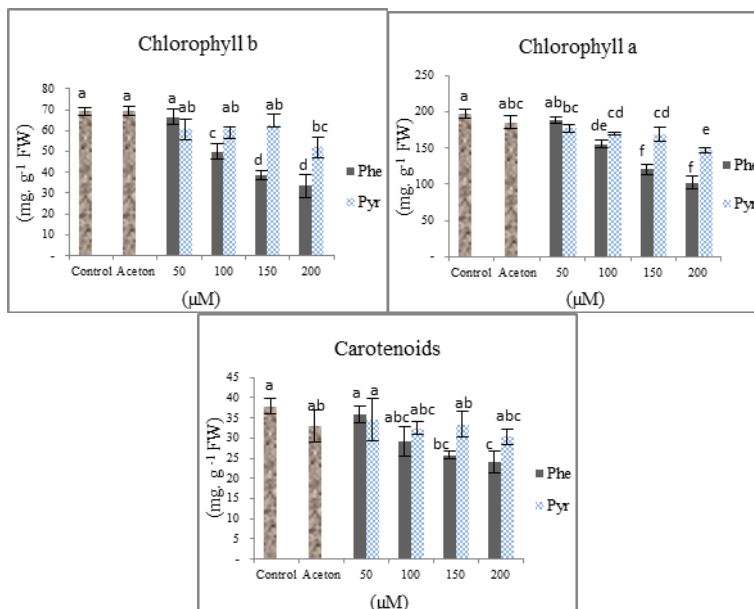 Chlorophyll b
(mg. g-1 FW)
80
70
60
50
40
30
20
10
-
a a a ab c ab d ab d bc
Phe
Pyr
Control Aceton 50 100 150 200
(µM)
Chlorophyll a
(mg. g-1 FW)
250
200
150
100
50
-
a abc ab bc de cd f cd f e
Phe
Pyr
Control Aceton 50 100 150 200
(µM)
Carotenoids
(mg. g-1 FW)
45
40
35
30
25
20
15
10
5
-
a ab a a abc abc bc ab c abc
Phe
Pyr
Control Aceton 50 100 150 200
(µM)